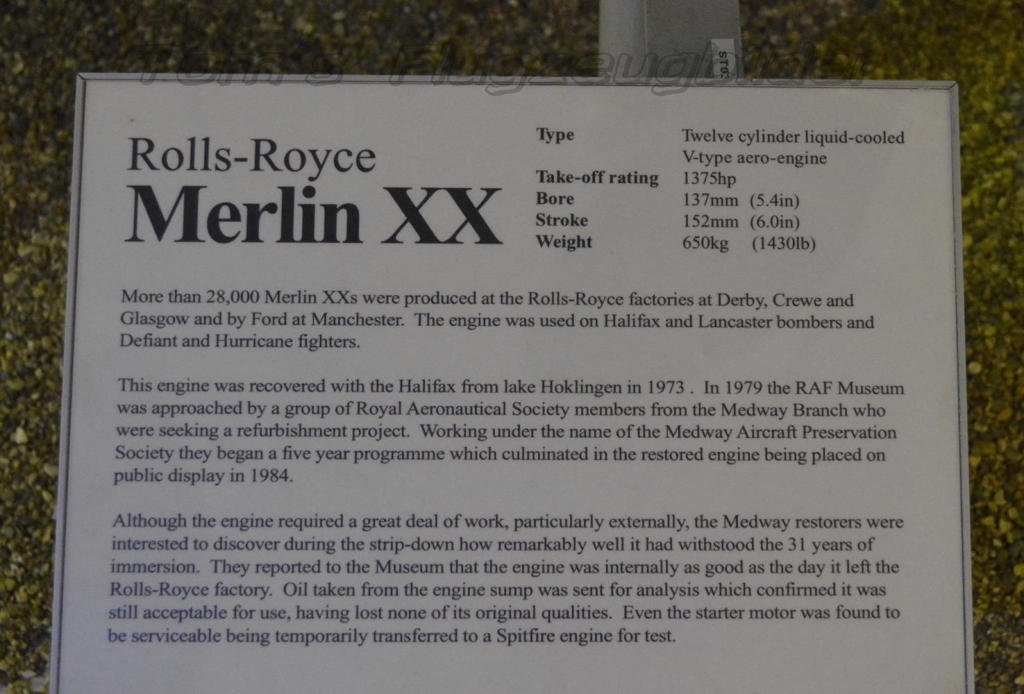 Tom's Flugzeugbilder
Rolls-Royce
Merlin XX
Type Twelve cylinder liquid-cooled
V-type aero-engine
Take-off rating 1375hp
Bore 137mm (5.4in)
Stroke 152mm (6.0in)
Weight 650kg (1430lb)
More than 28,000 Merlin XXs were produced at the Rolls-Royce factories at Derby, Crewe and
Glasgow and by Ford at Manchester. The engine was used on Halifax and Lancaster bombers and
Defiant and Hurricane fighters.
This engine was recovered with the Halifax from lake Hoklingen in 1973 . In 1979 the RAF Museum
was approached by a group of Royal Aeronautical Society members from the Medway Branch who
were seeking a refurbishment project. Working under the name of the Medway Aircraft Preservation
Society they began a five year programme which culminated in the restored engine being placed on
public display in 1984.
Although the engine required a great deal of work, particularly externally, the Medway restorers were
interested to discover during the strip-down how remarkably well it had withstood the 31 years of
immersion. They reported to the Museum that the engine was internally as good as the day it left the
Rolls-Royce factory. Oil taken from the engine sump was sent for analysis which confirmed it was
still acceptable for use, having lost none of its original qualities. Even the starter motor was found to
be serviceable being temporarily transferred to a Spitfire engine for test.